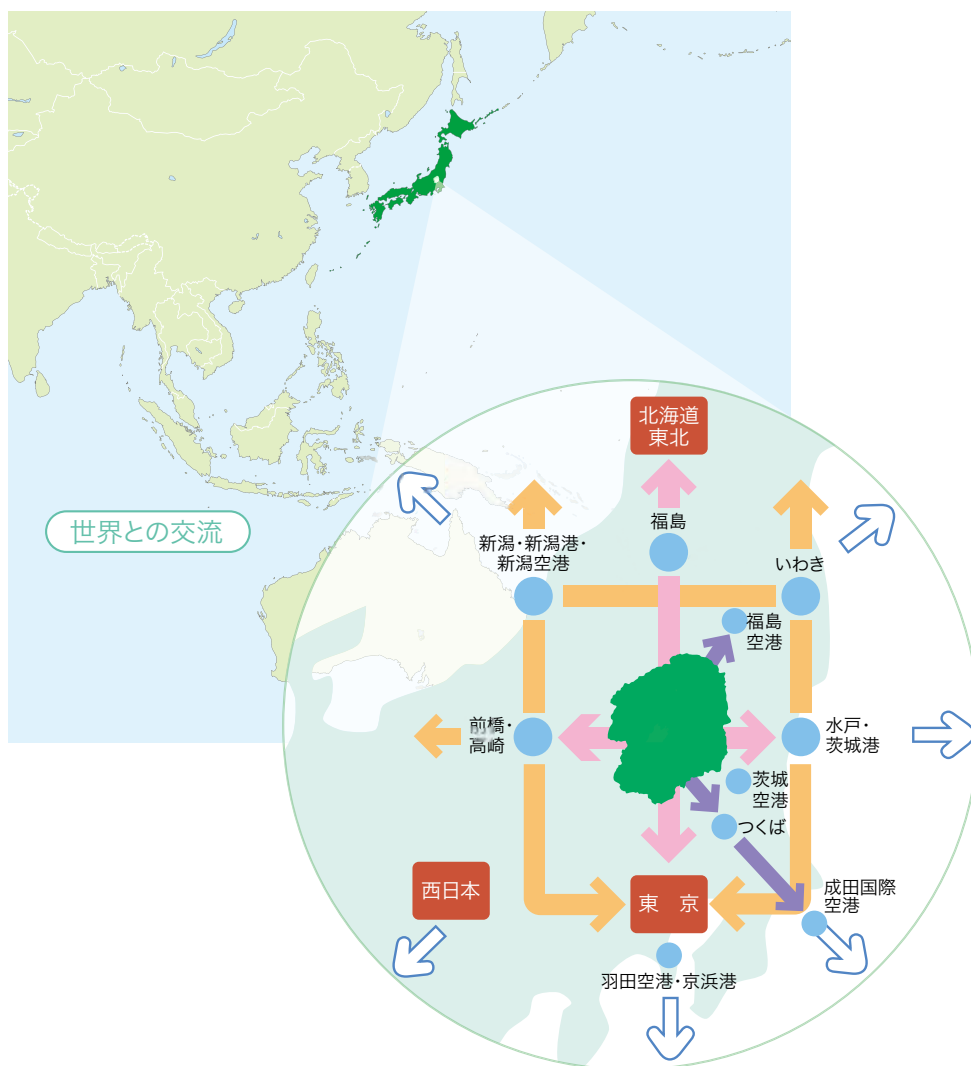 北海道
東北
福島
世界との交流
新潟・新潟港・
新潟空港
いわき
福島
空港
前橋・
高崎
水戸・
茨城港
茨城
空港
つくば
西日本
東　京
成田国際
空港
羽田空港・京浜港